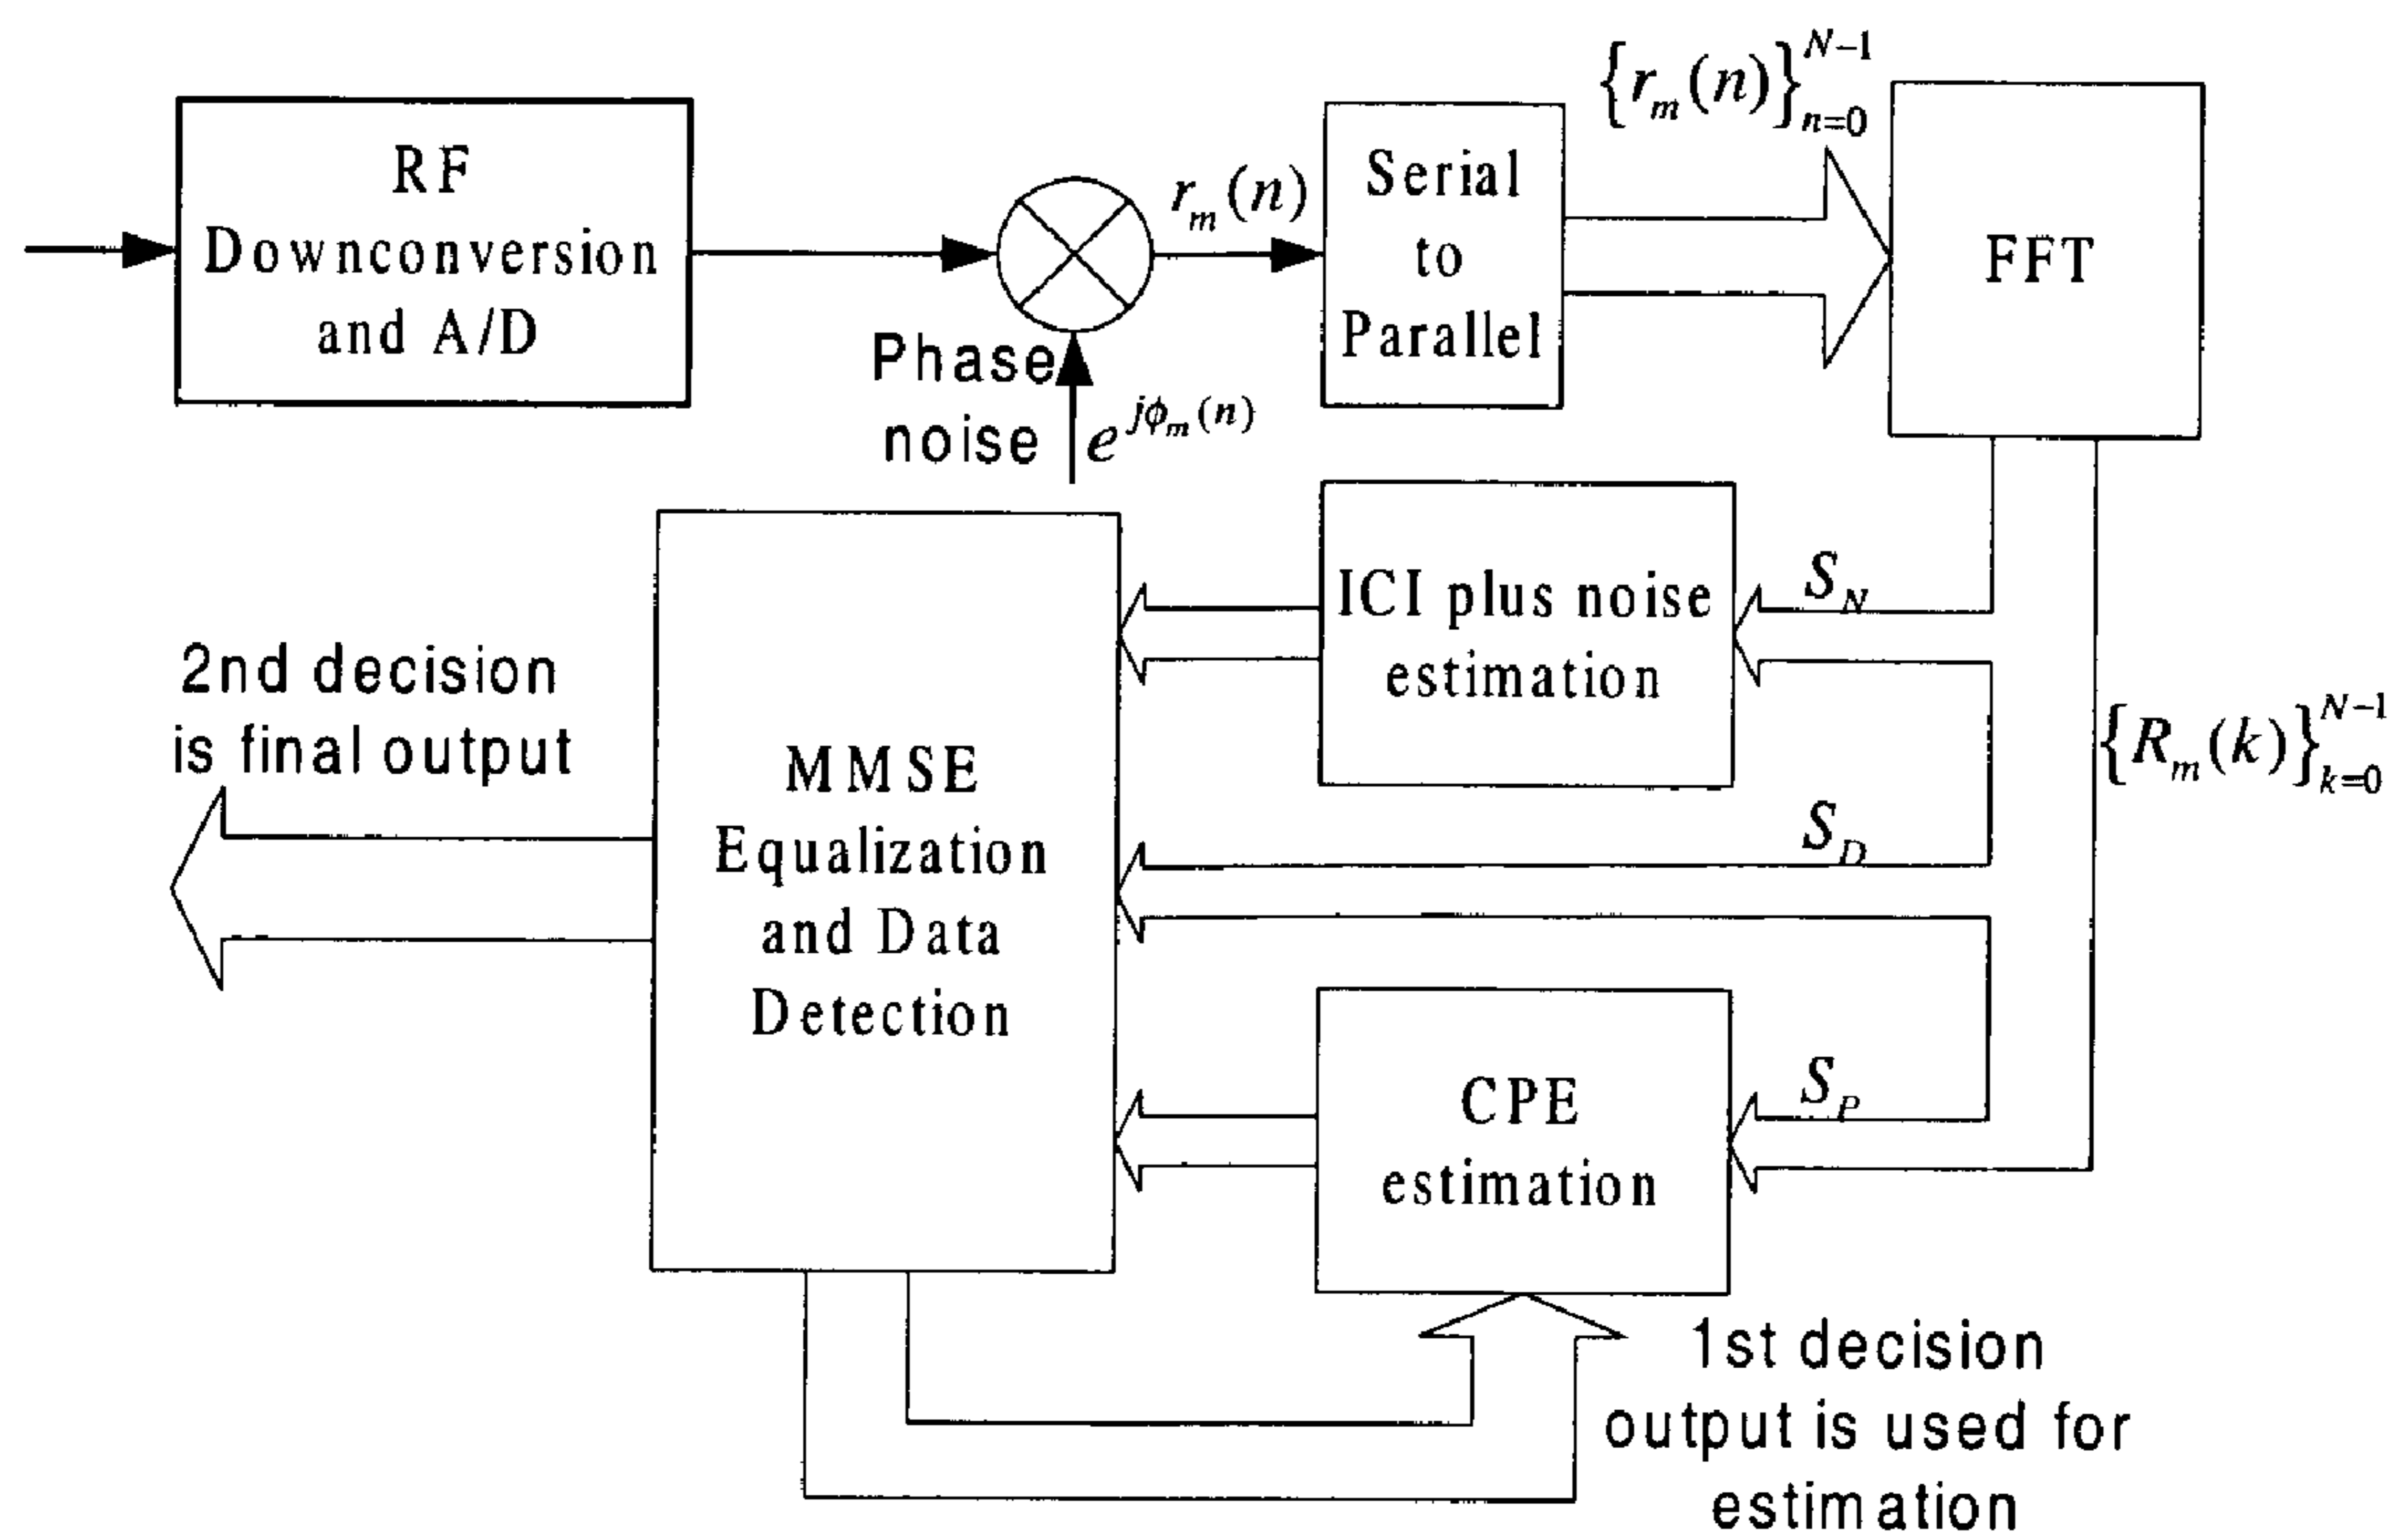 RF
Downconversion
and A/D
Phase
noise
e^{jϕ_m(n)}
r_m(n)
Serial
to
Parallel
{r_m(n)}_{n=0}^{N-1}
FFT
ICI plus noise
estimation
S_N
{R_m(k)}_{k=0}^{N-1}
S_D
2nd decision
is final output
MMSE
Equalization
and Data
Detection
CPE
estimation
S_P
1st decision
output is used for
estimation